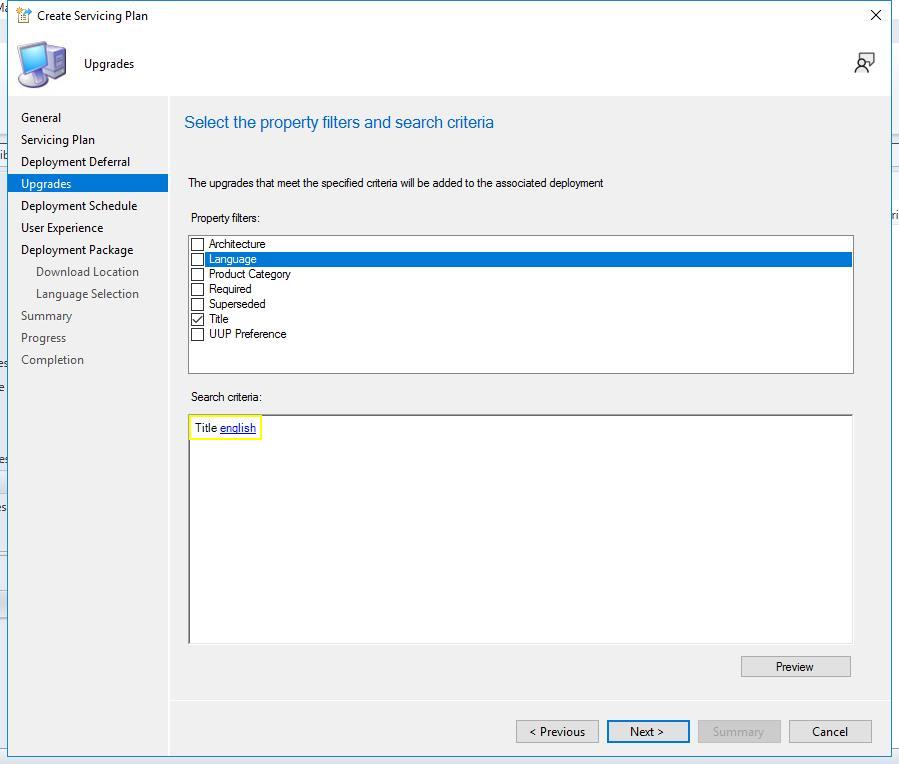 Create Servicing Plan
Upgrades
General
Servicing Plan
Deployment Deferral
Upgrades
Deployment Schedule
User Experience
Deployment Package
Download Location
Language Selection
Summary
Progress
Completion
Select the property filters and search criteria
The upgrades that meet the specified criteria will be added to the associated deployment
Property filters:
Architecture
Language
Product Category
Required
Superseded
Title
UUP Preference
Search criteria:
Title english
Preview
< Previous
Next >
Summary
Cancel